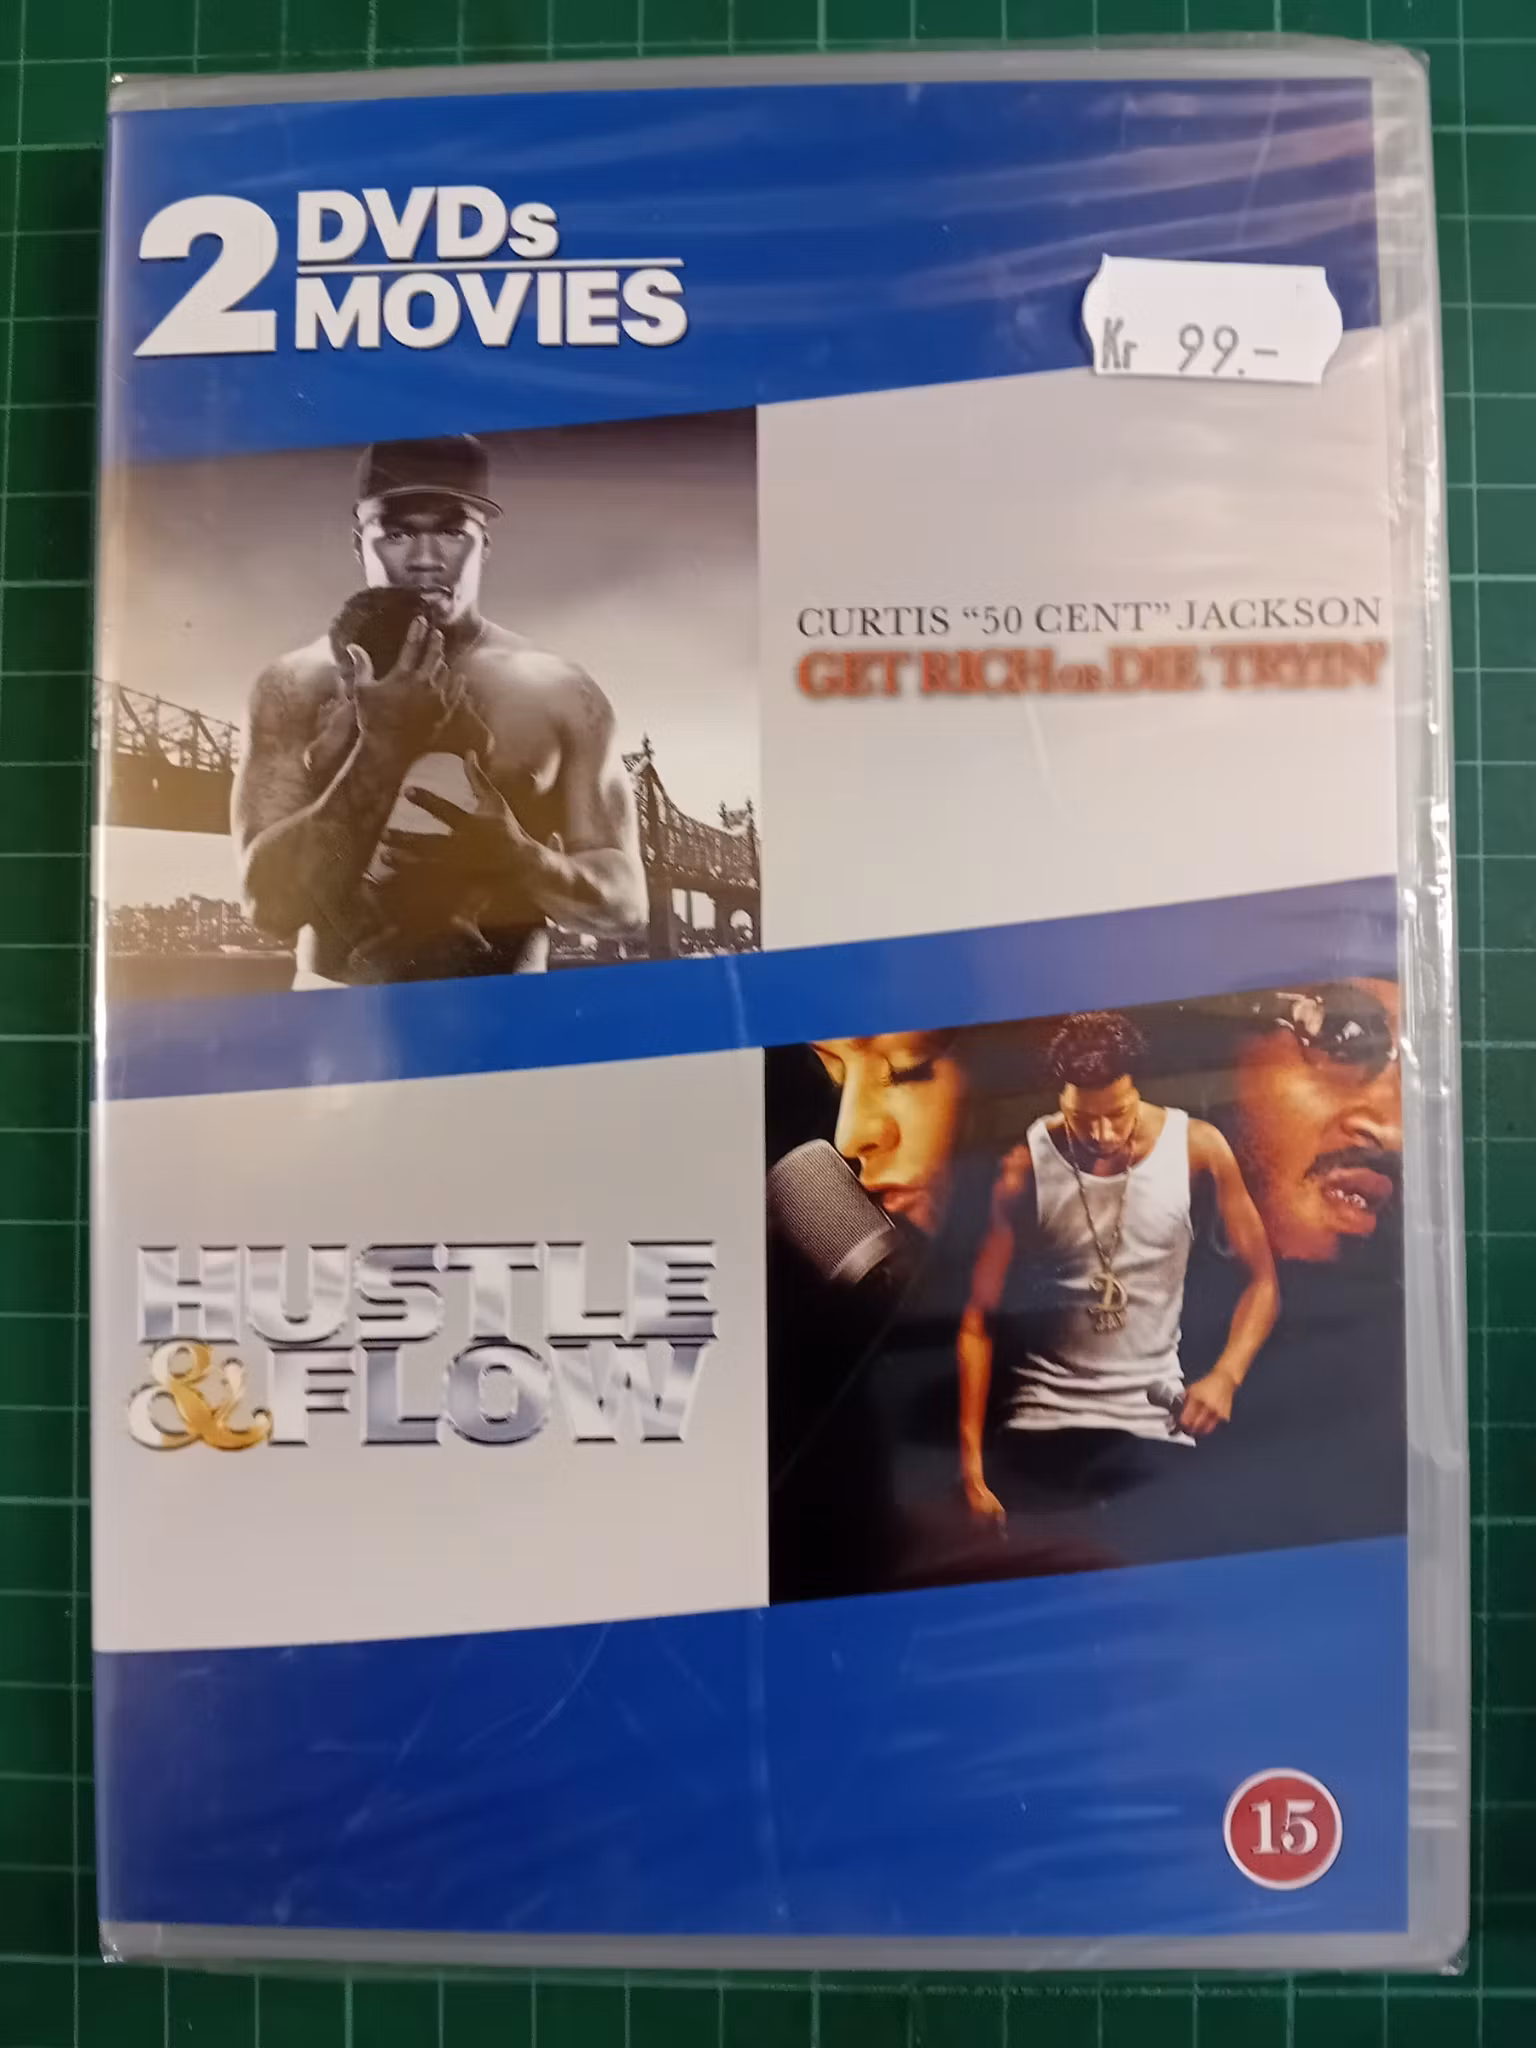 2 DVDs
MOVIES
Kr 99.-
CURTIS “50 CENT” JACKSON
GET RICH OR DIE TRYIN'
HUSTLE
& FLOW
15